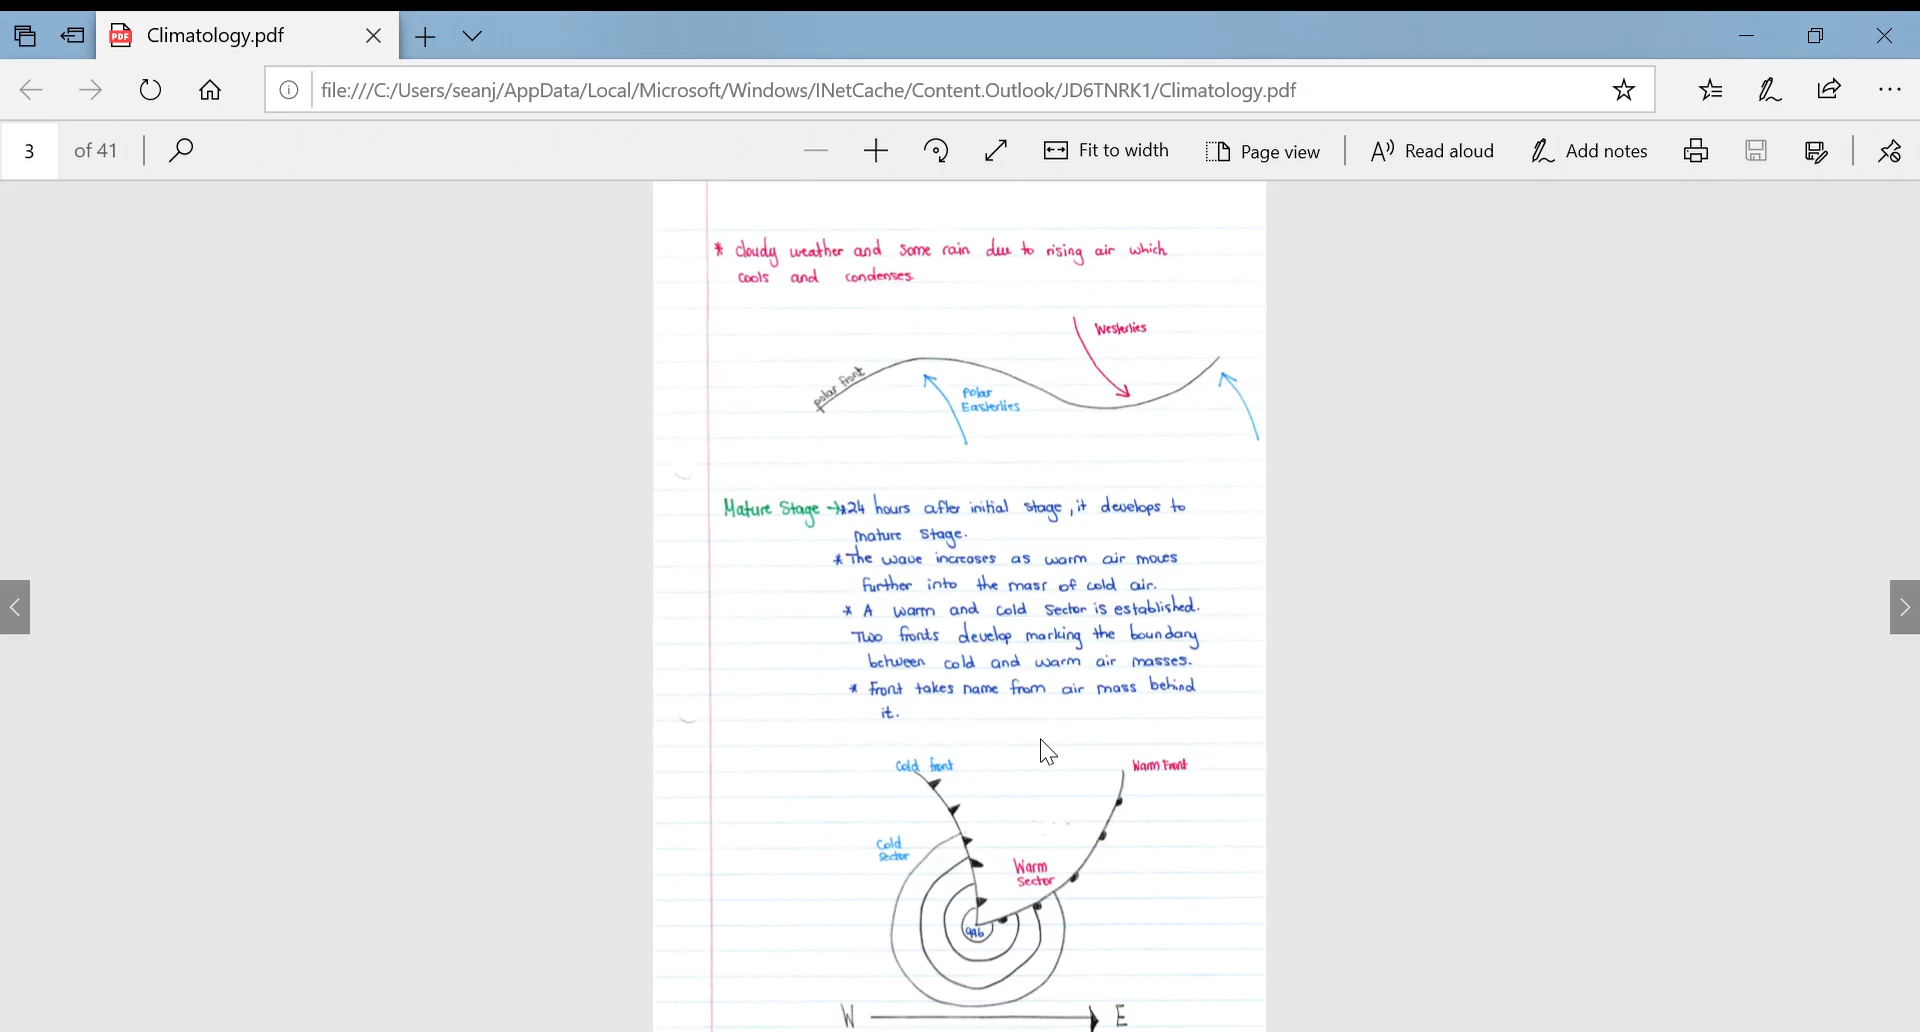 Climatology.pdf
file:///C:/Users/seanj/AppData/Local/Microsoft/Windows/INetCache/Content.Outlook/JD6TNRK1/Climatology.pdf
3 of 41
Fit to width
Page view
Read aloud
Add notes
* cloudy weather and some rain due to rising air which
cools and condenses.
Westerlies
polar front
Polar
Easterlies
Mature Stage → *24 hours after initial stage, it develops to
mature stage.
* The wave increases as warm air moves
further into the mass of cold air.
* A warm and cold sector is established.
Two fronts develop marking the boundary
between cold and warm air masses.
* Front takes name from air mass behind
it.
Cold front
Warm Front
Cold
Sector
Warm
Sector
996
W E